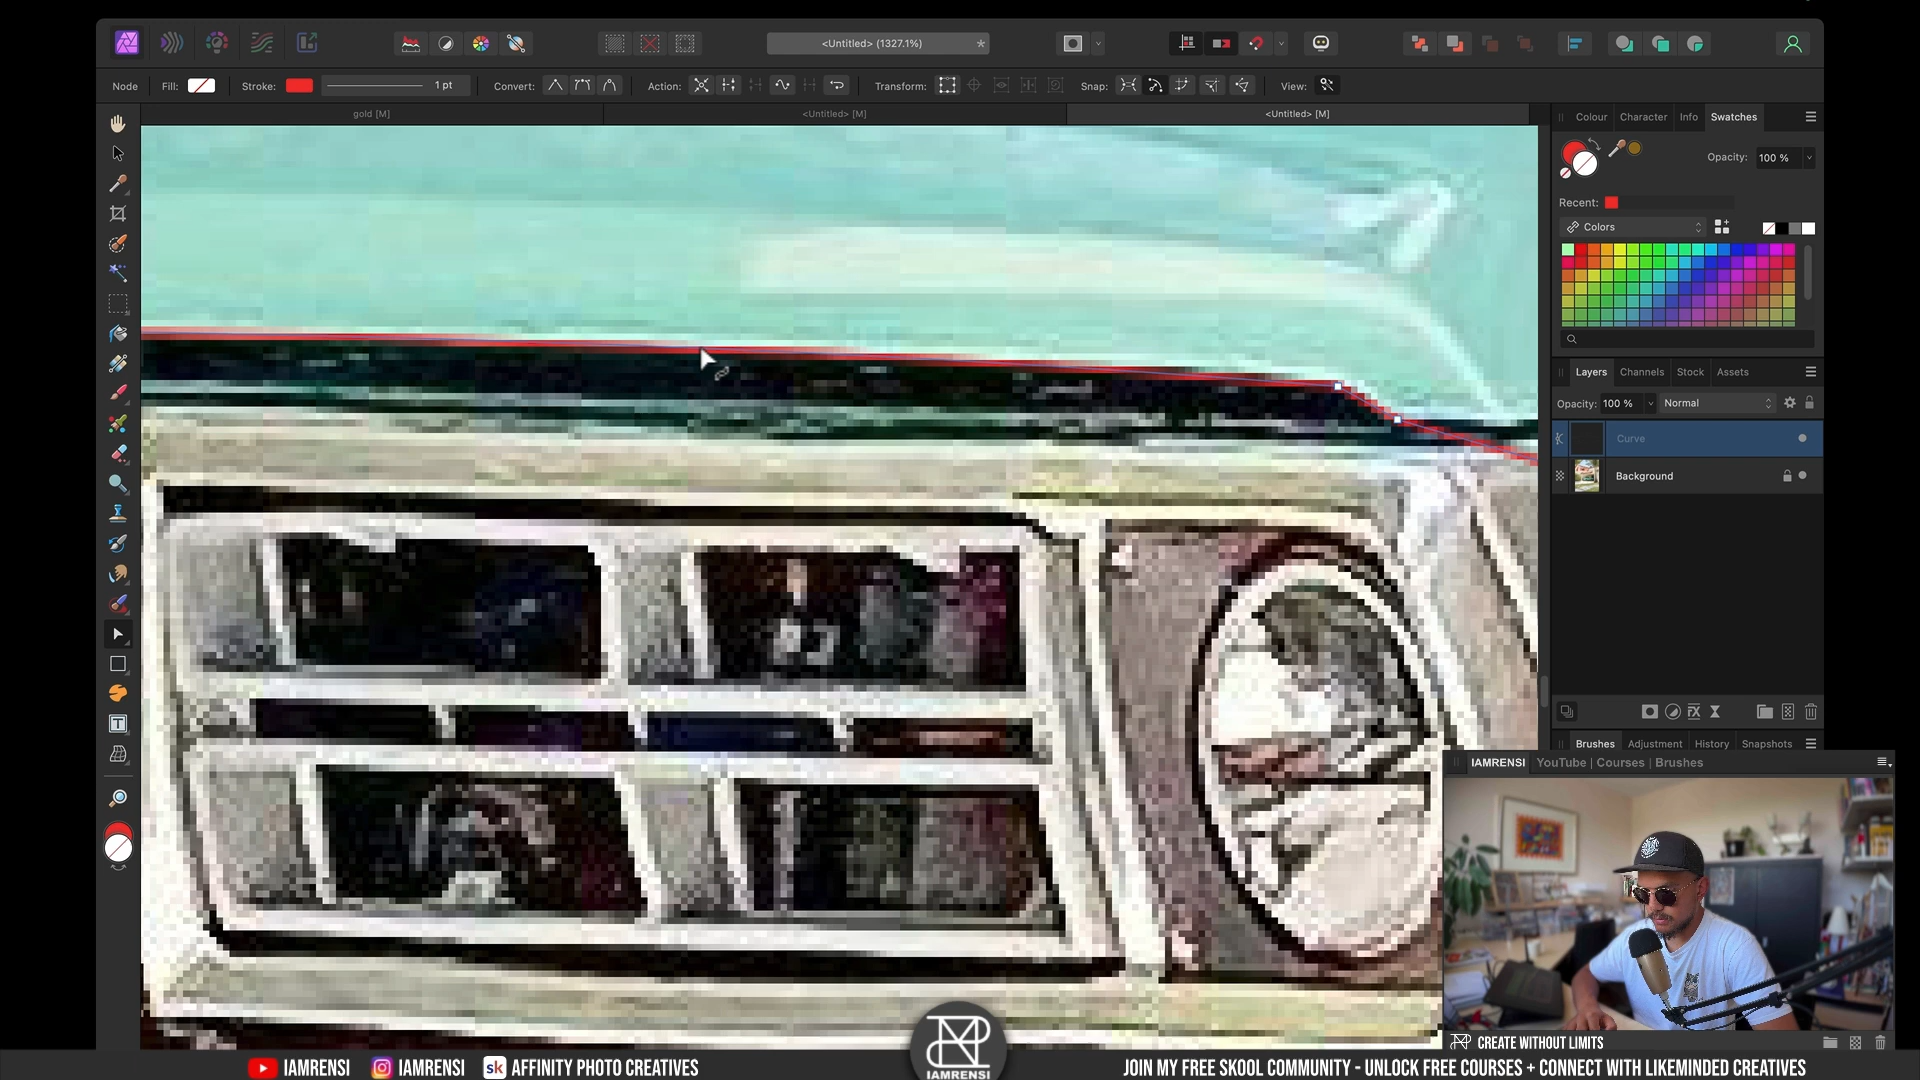 <Untitled> (1327.1%)
Node
Fill:
Stroke:
1 pt
Convert:
Action:
Transform:
Snap:
View:
gold [M]
<Untitled> [M]
<Untitled> [M]
Colour
Character
Info
Swatches
Opacity:
100 %
Recent:
Colors
Layers
Channels
Stock
Assets
Opacity:
100 %
Normal
Curve
Background
Brushes
Adjustment
History
Snapshots
IAMRENSI
YouTube | Courses | Brushes
CREATE WITHOUT LIMITS
IAMRENSI
IAMRENSI
sk
AFFINITY PHOTO CREATIVES
IAMRENSI
JOIN MY FREE SKOOL COMMUNITY - UNLOCK FREE COURSES + CONNECT WITH LIKEMINDED CREATIVES